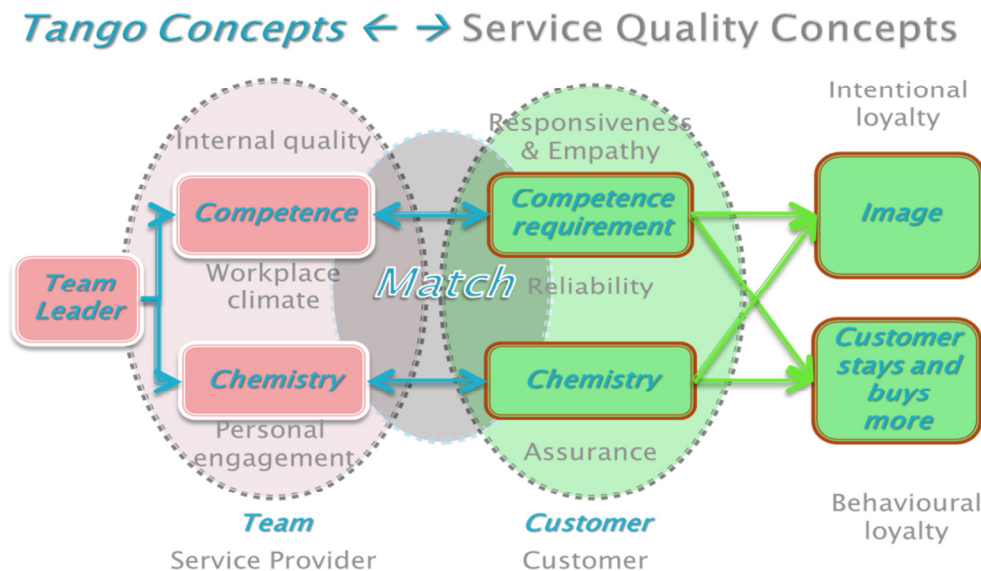 Tango Concepts ← → Service Quality Concepts
Intentional
loyalty
Internal quality
Responsiveness
& Empathy
Competence
Competence
requirement
Image
Team
Leader
Workplace
climate
Match
Reliability
Chemistry
Chemistry
Customer
stays and
buys
more
Personal
engagement
Assurance
Behavioural
loyalty
Team
Customer
Service Provider
Customer